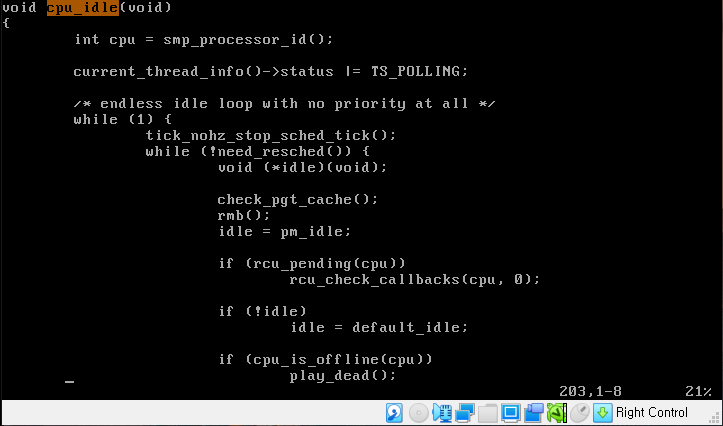 void cpu_idle(void)
{
        int cpu = smp_processor_id();

        current_thread_info()->status |= TS_POLLING;

        /* endless idle loop with no priority at all */
        while (1) {
                tick_nohz_stop_sched_tick();
                while (!need_resched()) {
                        void (*idle)(void);

                        check_pgt_cache();
                        rmb();
                        idle = pm_idle;

                        if (rcu_pending(cpu))
                                rcu_check_callbacks(cpu, 0);

                        if (!idle)
                                idle = default_idle;

                        if (cpu_is_offline(cpu))
                                play_dead();
203,1-8 21%
Right Control